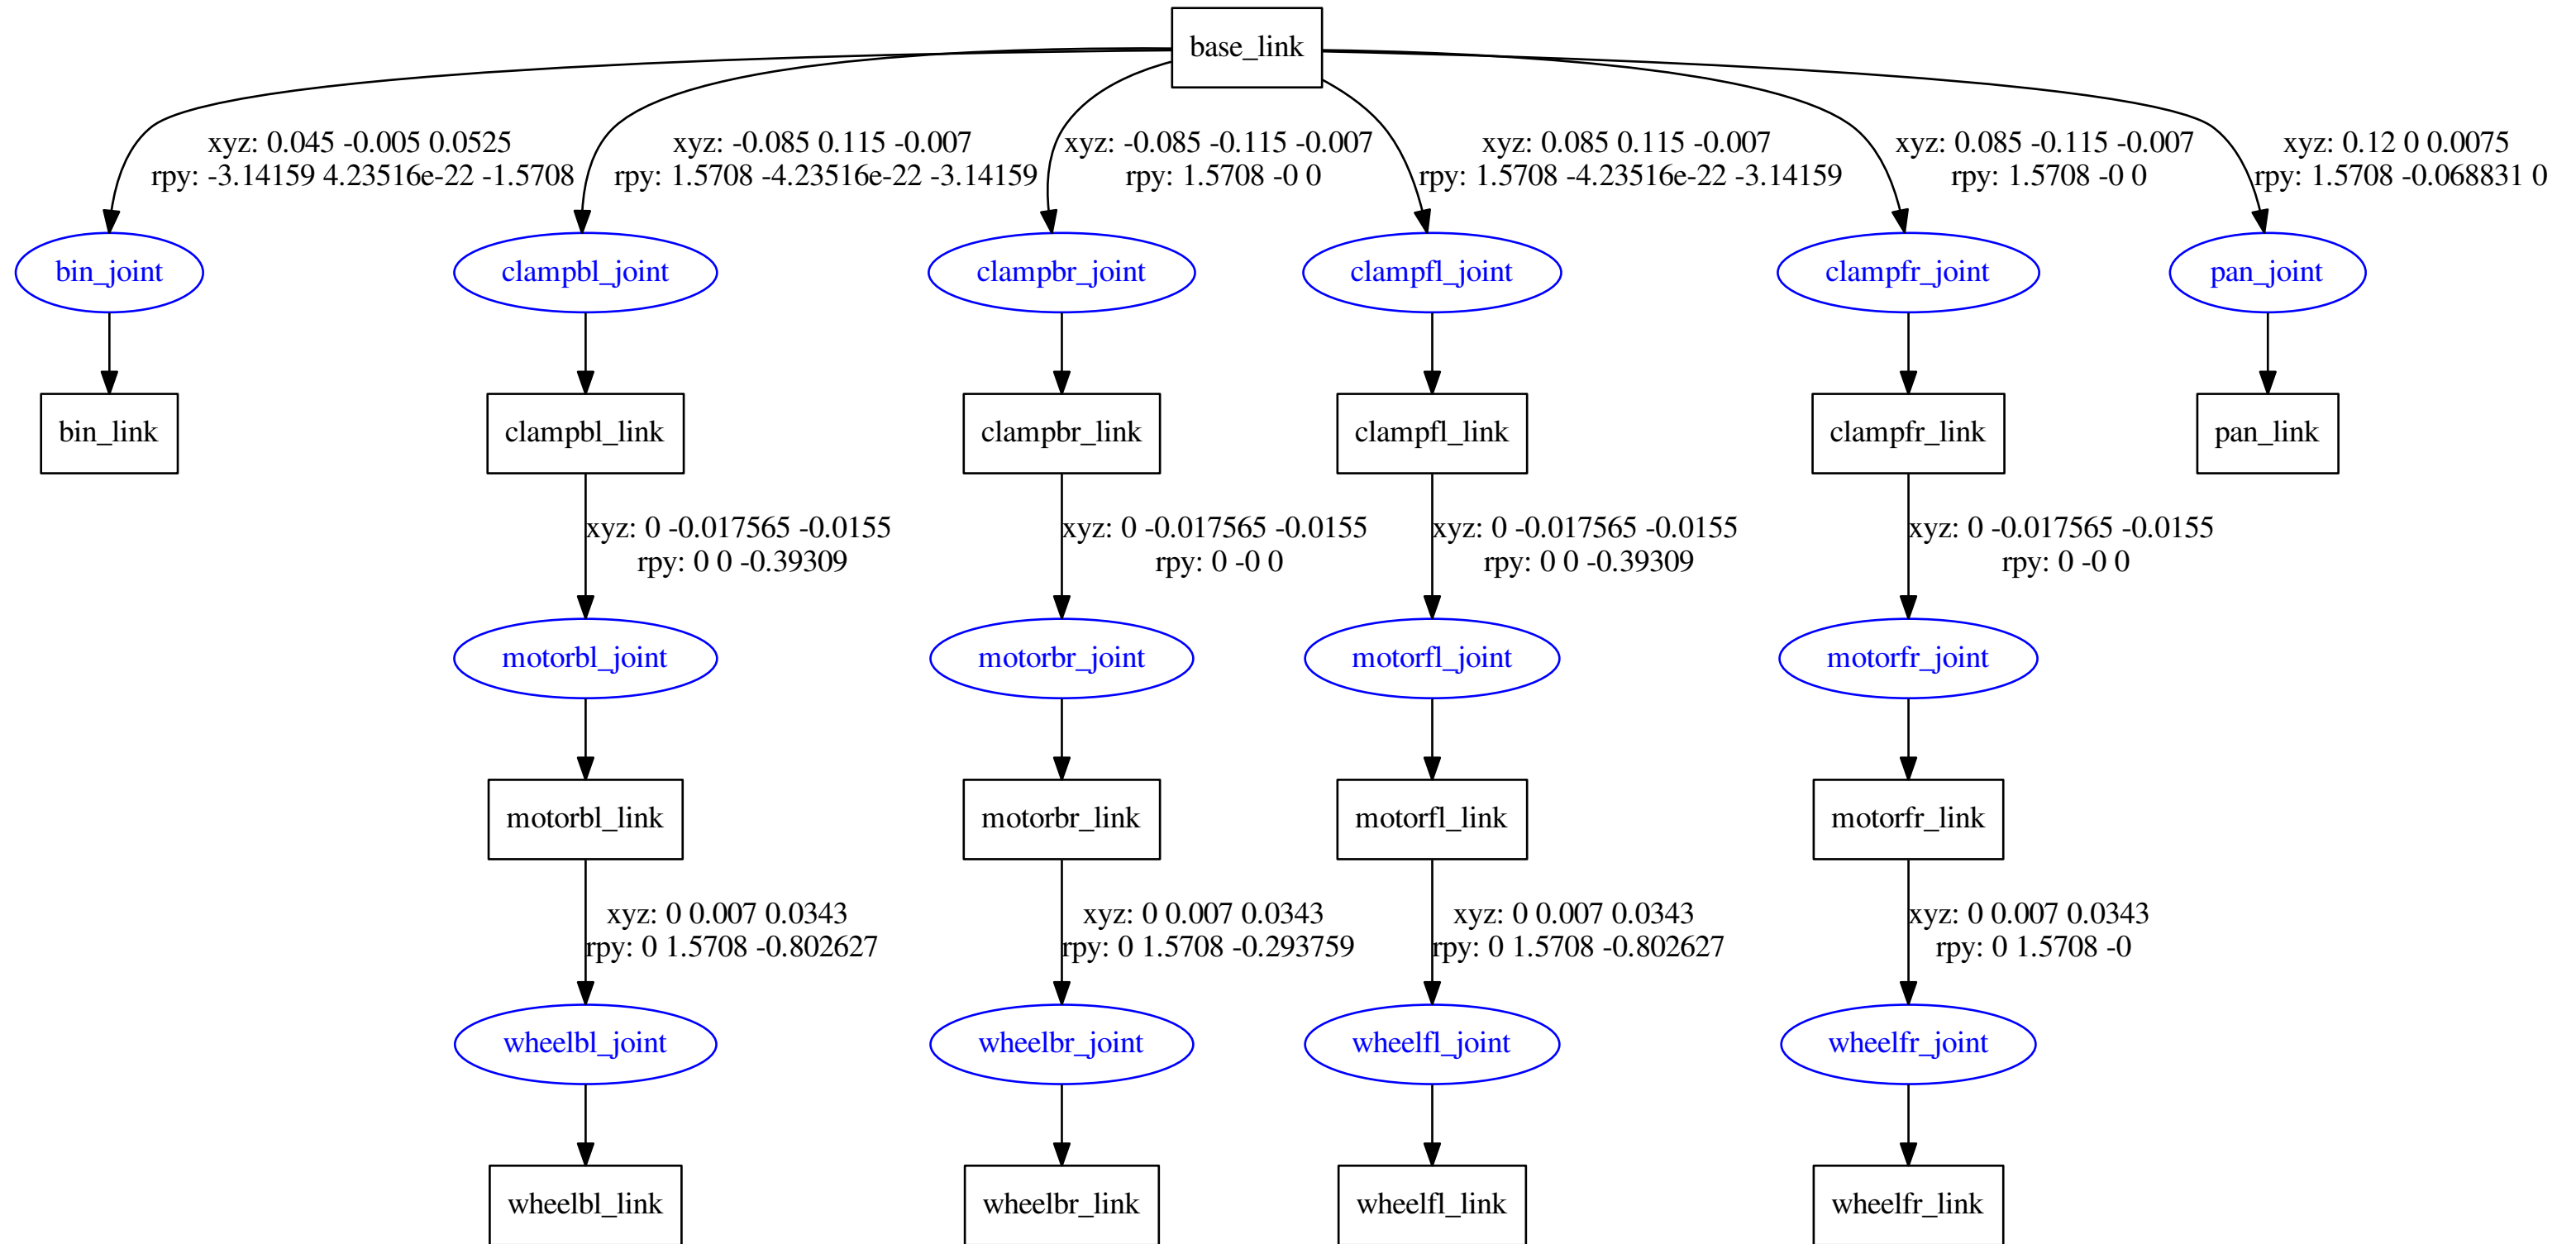 base_link
xyz: 0.045 -0.005 0.0525
rpy: -3.14159 4.23516e-22 -1.5708
xyz: -0.085 0.115 -0.007
rpy: 1.5708 -4.23516e-22 -3.14159
xyz: -0.085 -0.115 -0.007
rpy: 1.5708 -0 0
xyz: 0.085 0.115 -0.007
rpy: 1.5708 -4.23516e-22 -3.14159
xyz: 0.085 -0.115 -0.007
rpy: 1.5708 -0 0
xyz: 0.12 0 0.0075
rpy: 1.5708 -0.068831 0
bin_joint
clampbl_joint
clampbr_joint
clampfl_joint
clampfr_joint
pan_joint
bin_link
clampbl_link
clampbr_link
clampfl_link
clampfr_link
pan_link
xyz: 0 -0.017565 -0.0155
rpy: 0 0 -0.39309
xyz: 0 -0.017565 -0.0155
rpy: 0 -0 0
xyz: 0 -0.017565 -0.0155
rpy: 0 0 -0.39309
xyz: 0 -0.017565 -0.0155
rpy: 0 -0 0
motorbl_joint
motorbr_joint
motorfl_joint
motorfr_joint
motorbl_link
motorbr_link
motorfl_link
motorfr_link
xyz: 0 0.007 0.0343
rpy: 0 1.5708 -0.802627
xyz: 0 0.007 0.0343
rpy: 0 1.5708 -0.293759
xyz: 0 0.007 0.0343
rpy: 0 1.5708 -0.802627
xyz: 0 0.007 0.0343
rpy: 0 1.5708 -0
wheelbl_joint
wheelbr_joint
wheelfl_joint
wheelfr_joint
wheelbl_link
wheelbr_link
wheelfl_link
wheelfr_link